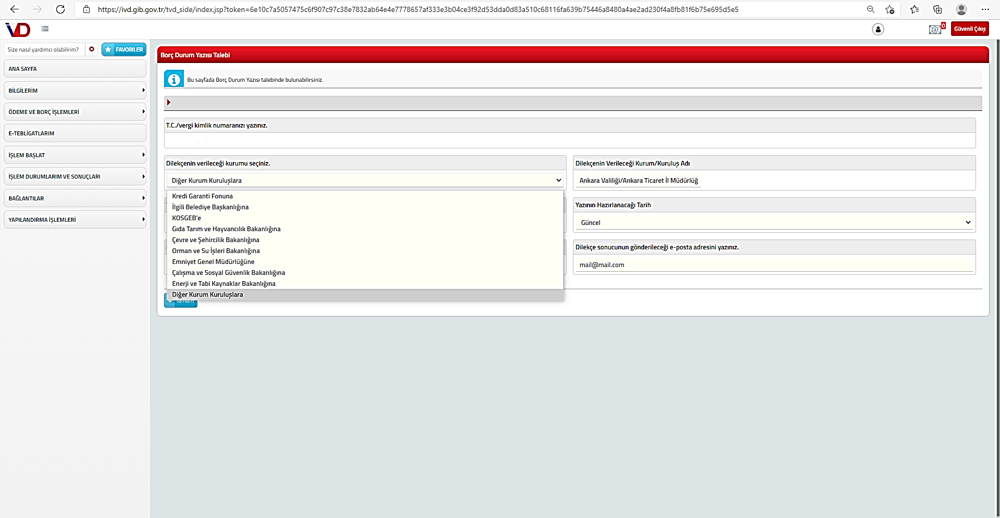 https://ivd.gib.gov.tr/tvd_side/index.jsp?token=6e10c7a5057475c6f907c97c38e7832ab64e4e7778657af333e3b04ce3f92d53dda0d83a510c68116fa639b75446a8480a4ae2ad230f4a8fb81f6b75e695d5e5
iVD
0
Güvenli Çıkış
Size nasıl yardımcı olabilirim?
FAVORİLER
ANA SAYFA
BİLGİLERİM
ÖDEME VE BORÇ İŞLEMLERİ
E-TEBLİGATLARIM
İŞLEM BAŞLAT
İŞLEM DURUMLARIM VE SONUÇLARI
BAĞLANTILAR
YAPILANDIRMA İŞLEMLERİ
Borç Durum Yazısı Talebi
Bu sayfada Borç Durum Yazısı talebinde bulunabilirsiniz.
T.C./vergi kimlik numaranızı yazınız.
Dilekçenin verileceği kurumu seçiniz.
Diğer Kurum Kuruluşlara
Kredi Garanti Fonuna
İlgili Belediye Başkanlığına
KOSGEB'e
Gıda Tarım ve Hayvancılık Bakanlığına
Çevre ve Şehircilik Bakanlığına
Orman ve Su İşleri Bakanlığına
Emniyet Genel Müdürlüğüne
Çalışma ve Sosyal Güvenlik Bakanlığına
Enerji ve Tabi Kaynaklar Bakanlığına
Diğer Kurum Kuruluşlara
Tamam
Dilekçenin Verileceği Kurum/Kuruluş Adı
Ankara Valiliği/Ankara Ticaret İl Müdürlüğ
Yazının Hazırlanacağı Tarih
Güncel
Dilekçe sonucunun gönderileceği e-posta adresini yazınız.
mail@mail.com